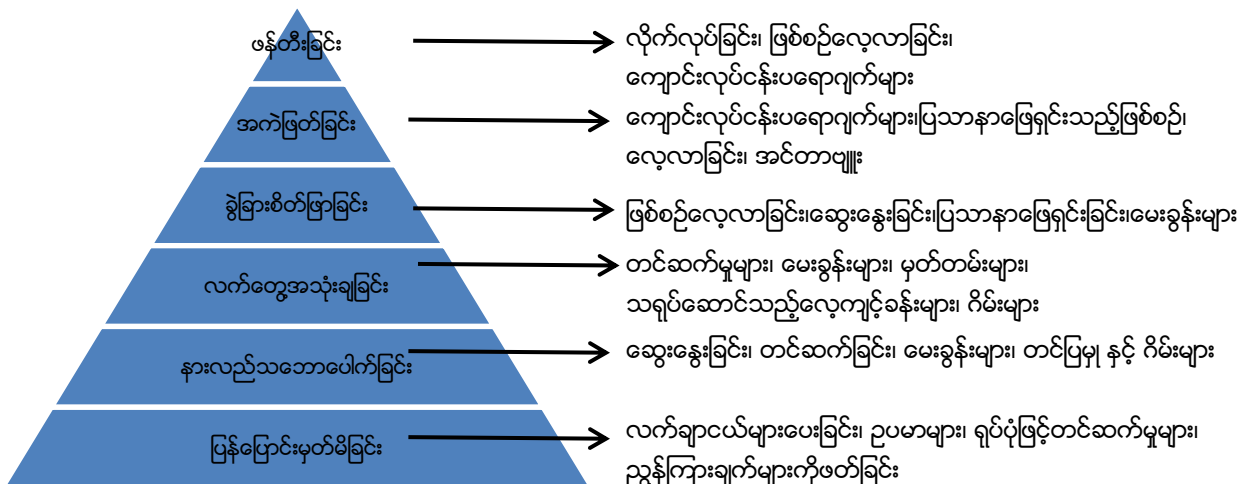 ဖန်တီးခြင်း
လိုက်လုပ်ခြင်း၊ ဖြစ်စဉ်လေ့လာခြင်း၊
ကျောင်းလုပ်ငန်းပရောဂျက်များ
အကဲဖြတ်ခြင်း
ကျောင်းလုပ်ငန်းပရောဂျက်များ၊ပြသာနာဖြေရှင်းသည့်ဖြစ်စဉ်၊
လေ့လာခြင်း၊ အင်တာဗျူး
ခွဲခြားစိတ်ဖြာခြင်း
ဖြစ်စဉ်လေ့လာခြင်း၊ဆွေးနွေးခြင်း၊ပြသာနာဖြေရှင်းခြင်း၊မေးခွန်းများ
လက်တွေ့အသုံးချခြင်း
တင်ဆက်မှုများ၊ မေးခွန်းများ၊ မှတ်တမ်းများ၊
သရုပ်ဆောင်သည့်လေ့ကျင့်ခန်းများ၊ ဂိမ်းများ
နားလည်သဘောပေါက်ခြင်း
ဆွေးနွေးခြင်း၊ တင်ဆက်ခြင်း၊ မေးခွန်းများ၊ တင်ပြမှု နှင့် ဂိမ်းများ
ပြန်ပြောင်းမှတ်မိခြင်း
လက်ချာငယ်များပေးခြင်း၊ ဥပမာများ၊ ရုပ်ပုံဖြင့်တင်ဆက်မှုများ၊
ညွှန်ကြားချက်များကိုဖတ်ခြင်း